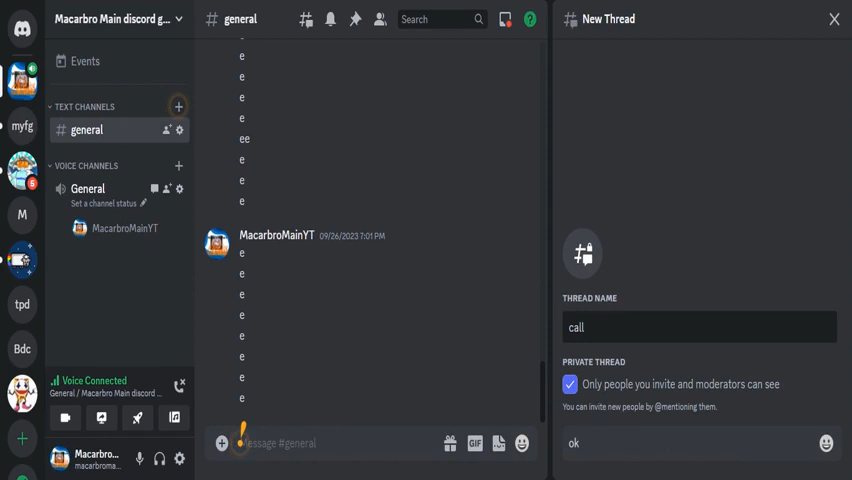 Macarbro Main discord g...
Events
TEXT CHANNELS
general
VOICE CHANNELS
General
Set a channel status
MacarbroMainYT
myfg
5
M
tpd
Bdc
Voice Connected
General / Macarbro Main discord ...
Macarbro...
macarbroma...
general
Search
e
e
e
e
ee
e
e
e
MacarbroMainYT 09/26/2023 7:01 PM
e
e
e
e
e
e
e
e
Message #general
GIF
New Thread
THREAD NAME
call
PRIVATE THREAD
Only people you invite and moderators can see
You can invite new people by @mentioning them.
ok